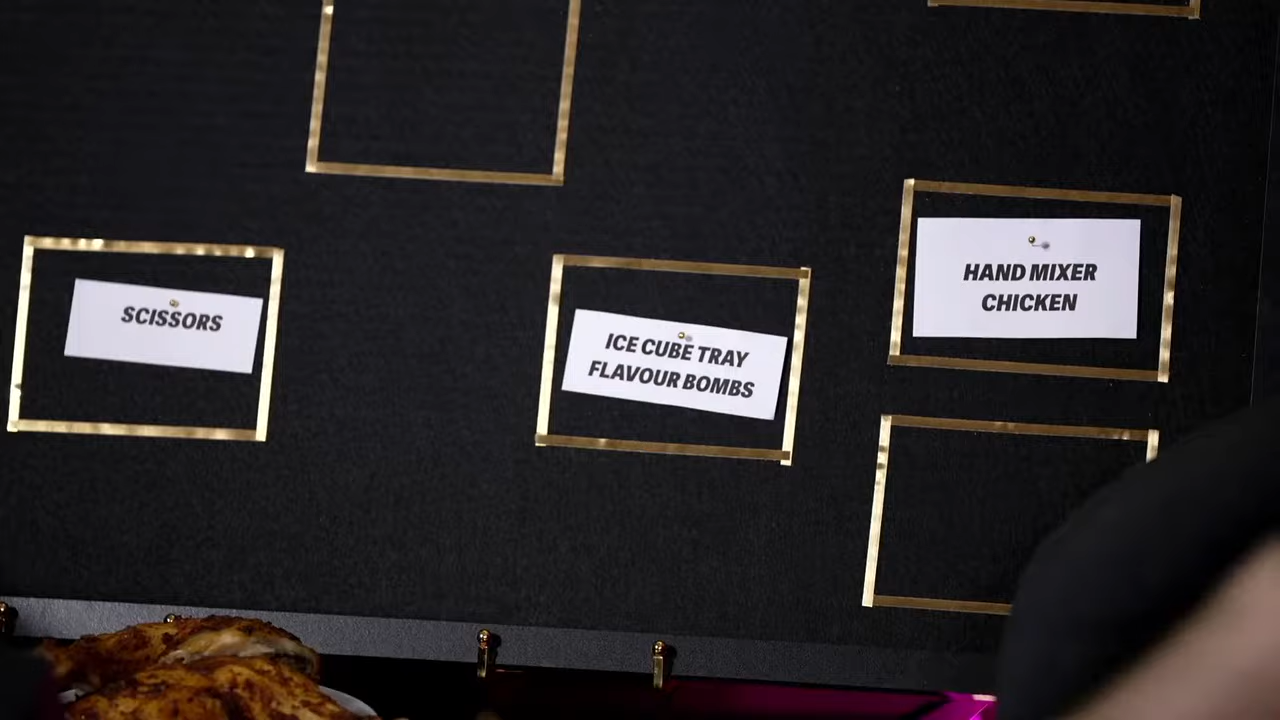 SCISSORS
ICE CUBE TRAY
FLAVOUR BOMBS
HAND MIXER
CHICKEN